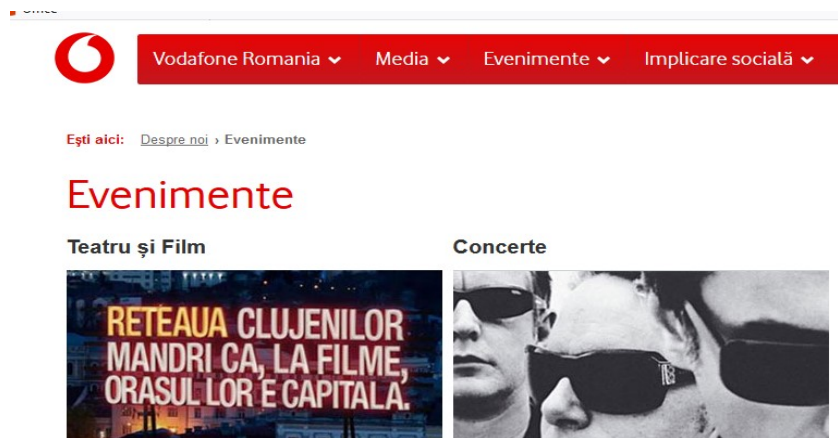 Vodafone Romania Media Evenimente Implicare socială
Ești aici: Despre noi › Evenimente
Evenimente
Teatru și Film
Concerte
RETEAUA CLUJENILOR
MANDRI CA, LA FILME,
ORASUL LOR E CAPITALA.